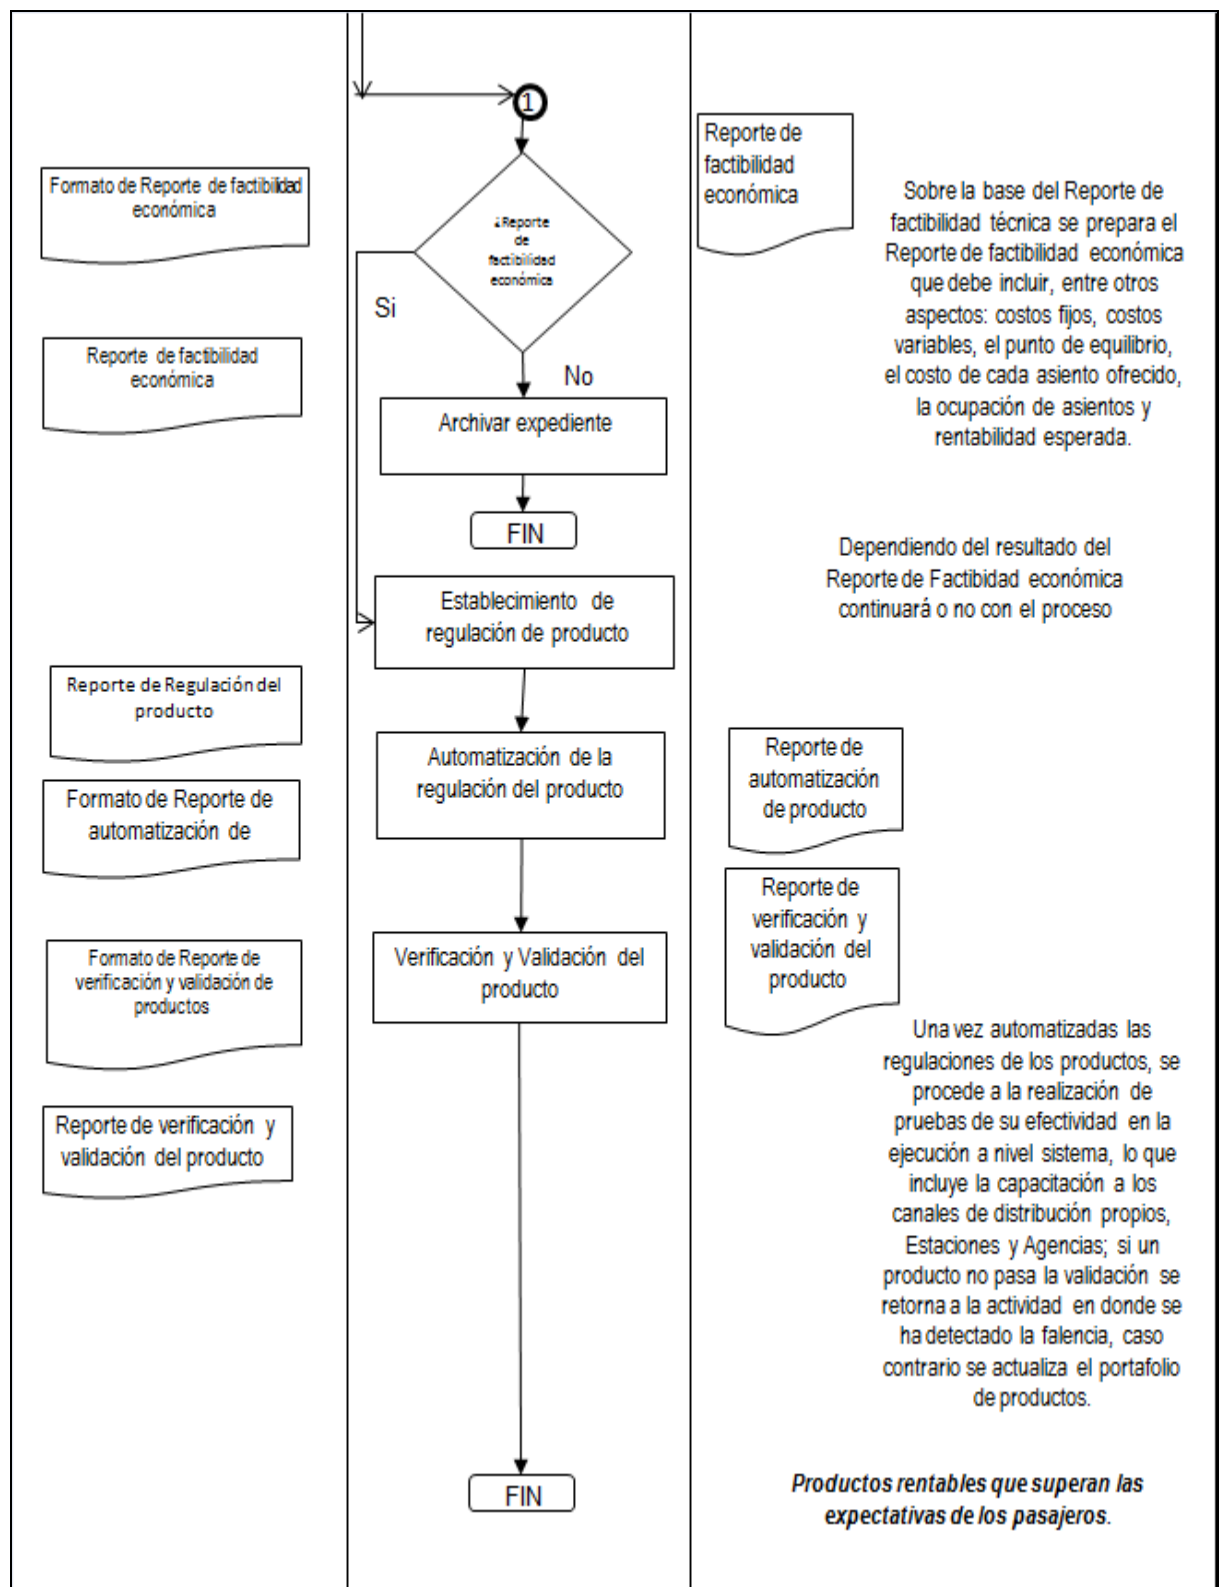 1
Formato de Reporte de factibilidad
económica
Reporte de factibilidad
económica
Reporte de Regulación del
producto
Formato de Reporte de
automatización de
Formato de Reporte de
verificación y validación de
productos
Reporte de verificación y
validación del producto
¿Reporte
de
factibilidad
económica
Si
No
Archivar expediente
FIN
Establecimiento de
regulación de producto
Automatización de la
regulación del producto
Verificación y Validación del
producto
FIN
Reporte de
factibilidad
económica
Sobre la base del Reporte de
factibilidad técnica se prepara el
Reporte de factibilidad económica
que debe incluir, entre otros
aspectos: costos fijos, costos
variables, el punto de equilibrio,
el costo de cada asiento ofrecido,
la ocupación de asientos y
rentabilidad esperada.
Dependiendo del resultado del
Reporte de Factibidad económica
continuará o no con el proceso
Reporte de
automatización
de producto
Reporte de
verificación y
validación del
producto
Una vez automatizadas las
regulaciones de los productos, se
procede a la realización de
pruebas de su efectividad en la
ejecución a nivel sistema, lo que
incluye la capacitación a los
canales de distribución propios,
Estaciones y Agencias; si un
producto no pasa la validación se
retorna a la actividad en donde se
ha detectado la falencia, caso
contrario se actualiza el portafolio
de productos.
Productos rentables que superan las
expectativas de los pasajeros.